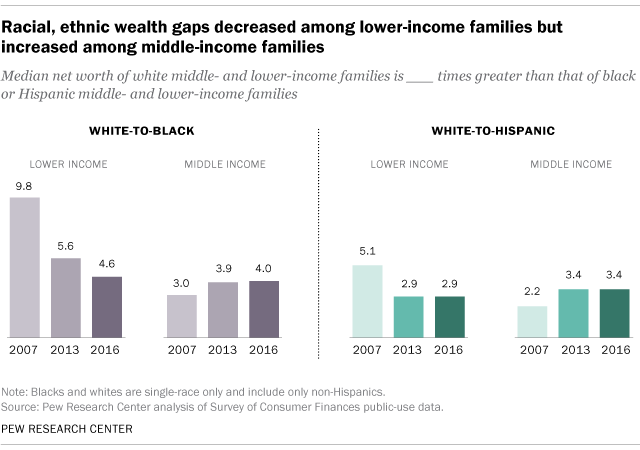 Racial, ethnic wealth gaps decreased among lower-income families but
increased among middle-income families
Median net worth of white middle- and lower-income families is ___ times greater than that of black
or Hispanic middle- and lower-income families
WHITE-TO-BLACK
LOWER INCOME
MIDDLE INCOME
9.8
5.6
4.6
3.0
3.9
4.0
2007 2013 2016
2007 2013 2016
WHITE-TO-HISPANIC
LOWER INCOME
MIDDLE INCOME
5.1
2.9
2.9
2.2
3.4
3.4
2007 2013 2016
2007 2013 2016
Note: Blacks and whites are single-race only and include only non-Hispanics.
Source: Pew Research Center analysis of Survey of Consumer Finances public-use data.
PEW RESEARCH CENTER